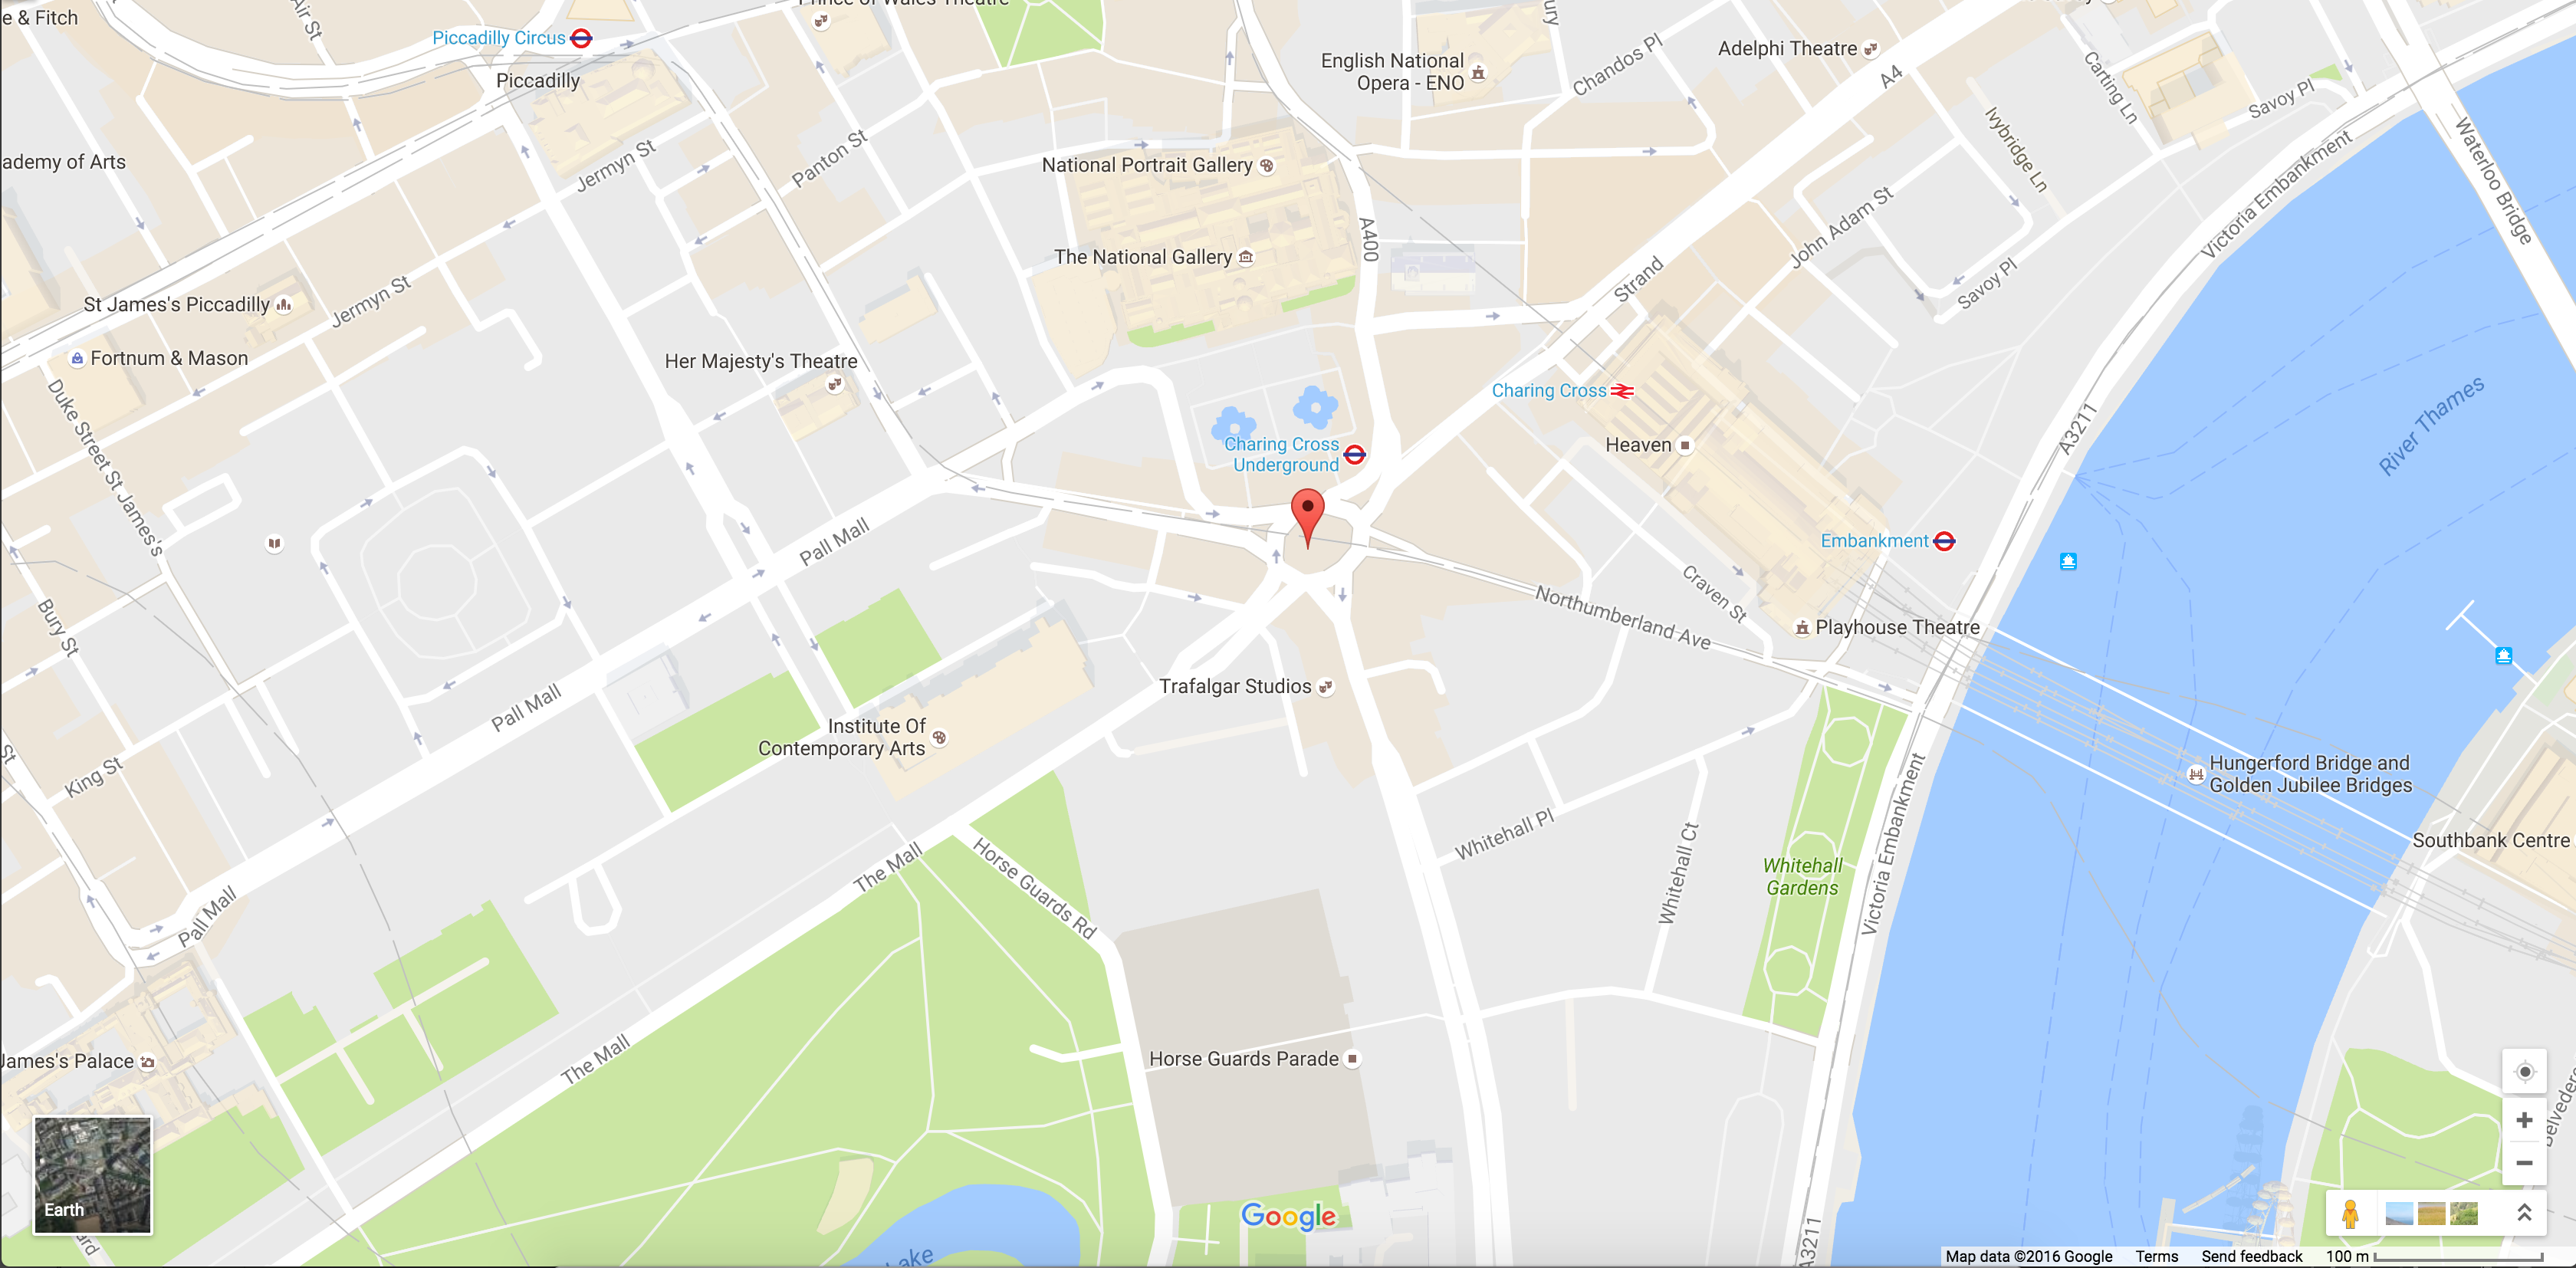 e & Fitch
Air St
Prince of Wales Theatre
Piccadilly Circus
Piccadilly
English National
Opera - ENO
Chandos Pl
Adelphi Theatre
A4
Carting Ln
Savoy Pl
Ivybridge Ln
Waterloo Bridge
Victoria Embankment
ademy of Arts
Jermyn St
Panton St
National Portrait Gallery
The National Gallery
A400
John Adam St
Strand
Savoy Pl
St James's Piccadilly
Jermyn St
Fortnum & Mason
Her Majesty's Theatre
Duke Street St James's
Charing Cross
Charing Cross
Underground
Heaven
A3211
River Thames
Pall Mall
Embankment
Craven St
Northumberland Ave
Playhouse Theatre
Bury St
Pall Mall
Trafalgar Studios
Institute Of
Contemporary Arts
St
King St
Hungerford Bridge and
Golden Jubilee Bridges
Southbank Centre
Whitehall Pl
Whitehall Ct
Whitehall
Gardens
Victoria Embankment
The Mall
Horse Guards Rd
Pall Mall
James's Palace
The Mall
Horse Guards Parade
Earth
Google
Lake
A3211
Map data ©2016 Google
Terms
Send feedback
100 m